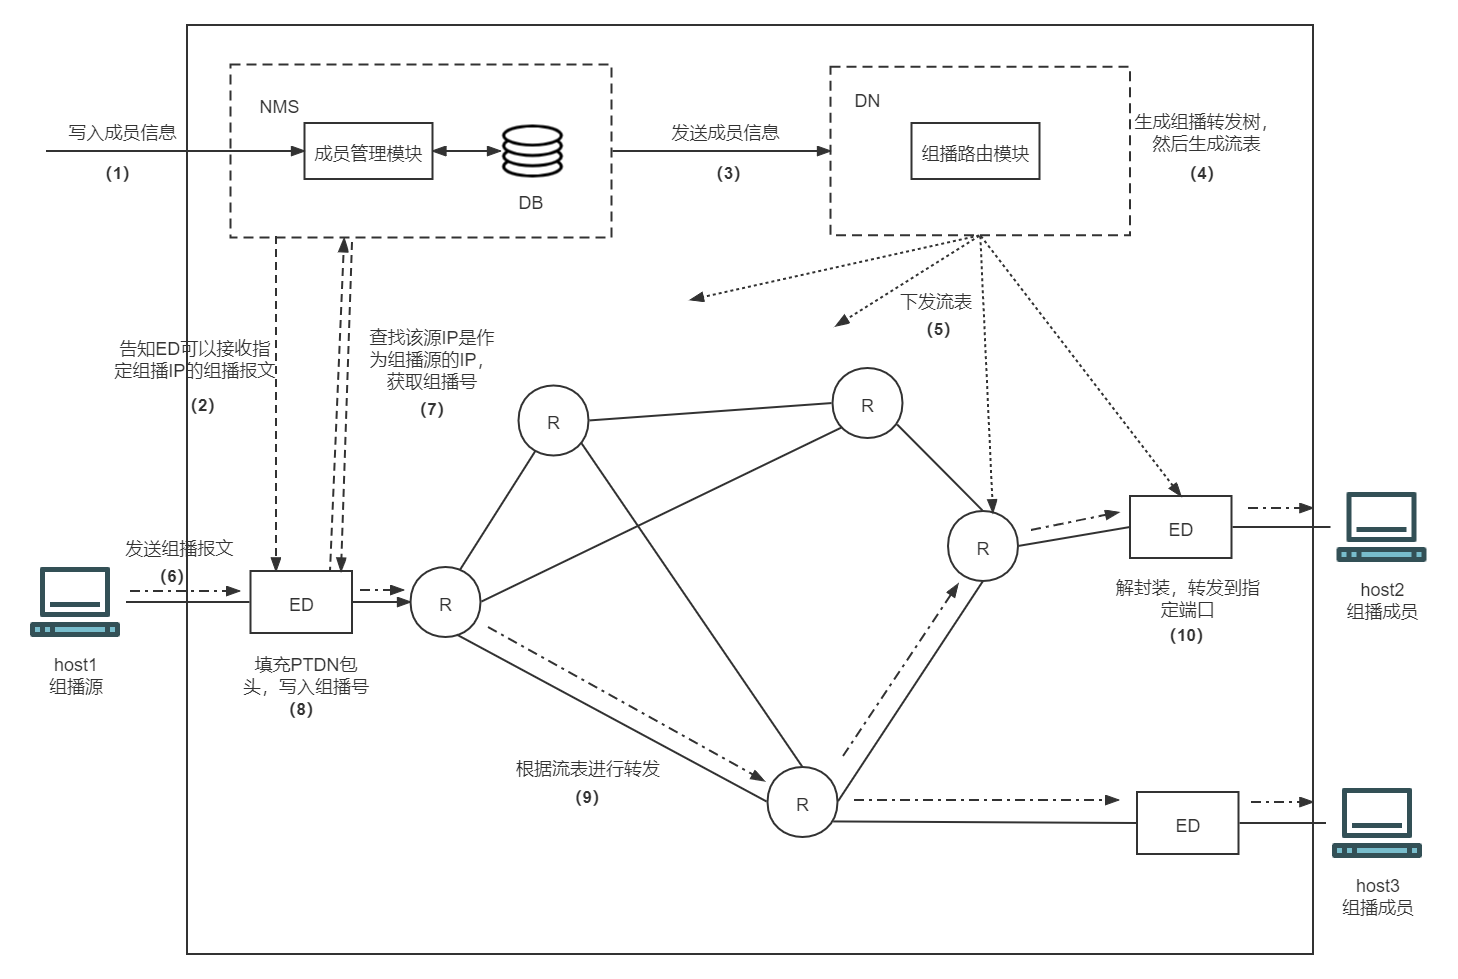 NMS
DN
写入成员信息
(1)
成员管理模块
DB
发送成员信息
(3)
组播路由模块
生成组播转发树，
然后生成流表
(4)
告知ED可以接收指
定组播IP的组播报文
(2)
查找该源IP是作
为组播源的IP，
获取组播号
(7)
下发流表
(5)
R
R
R
R
R
发送组播报文
(6)
ED
host1
组播源
填充PTDN包
头，写入组播号
(8)
根据流表进行转发
(9)
ED
解封装，转发到指
定端口
(10)
host2
组播成员
ED
host3
组播成员